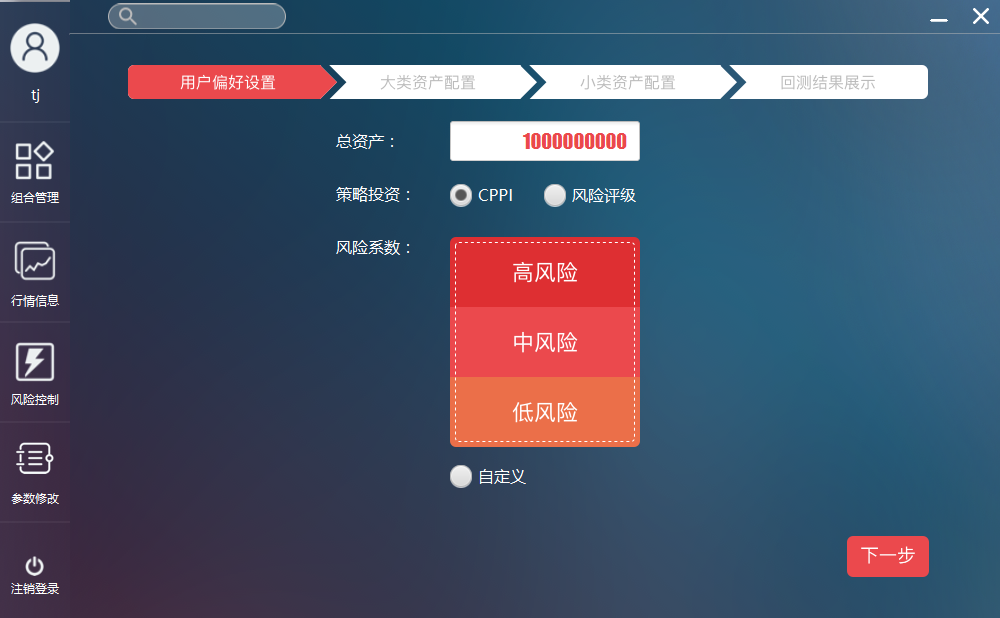 tj
组合管理
行情信息
风险控制
参数修改
注销登录
用户偏好设置
大类资产配置
小类资产配置
回测结果展示
总资产：
1000000000
策略投资：
CPPI
风险评级
风险系数：
高风险
中风险
低风险
自定义
下一步